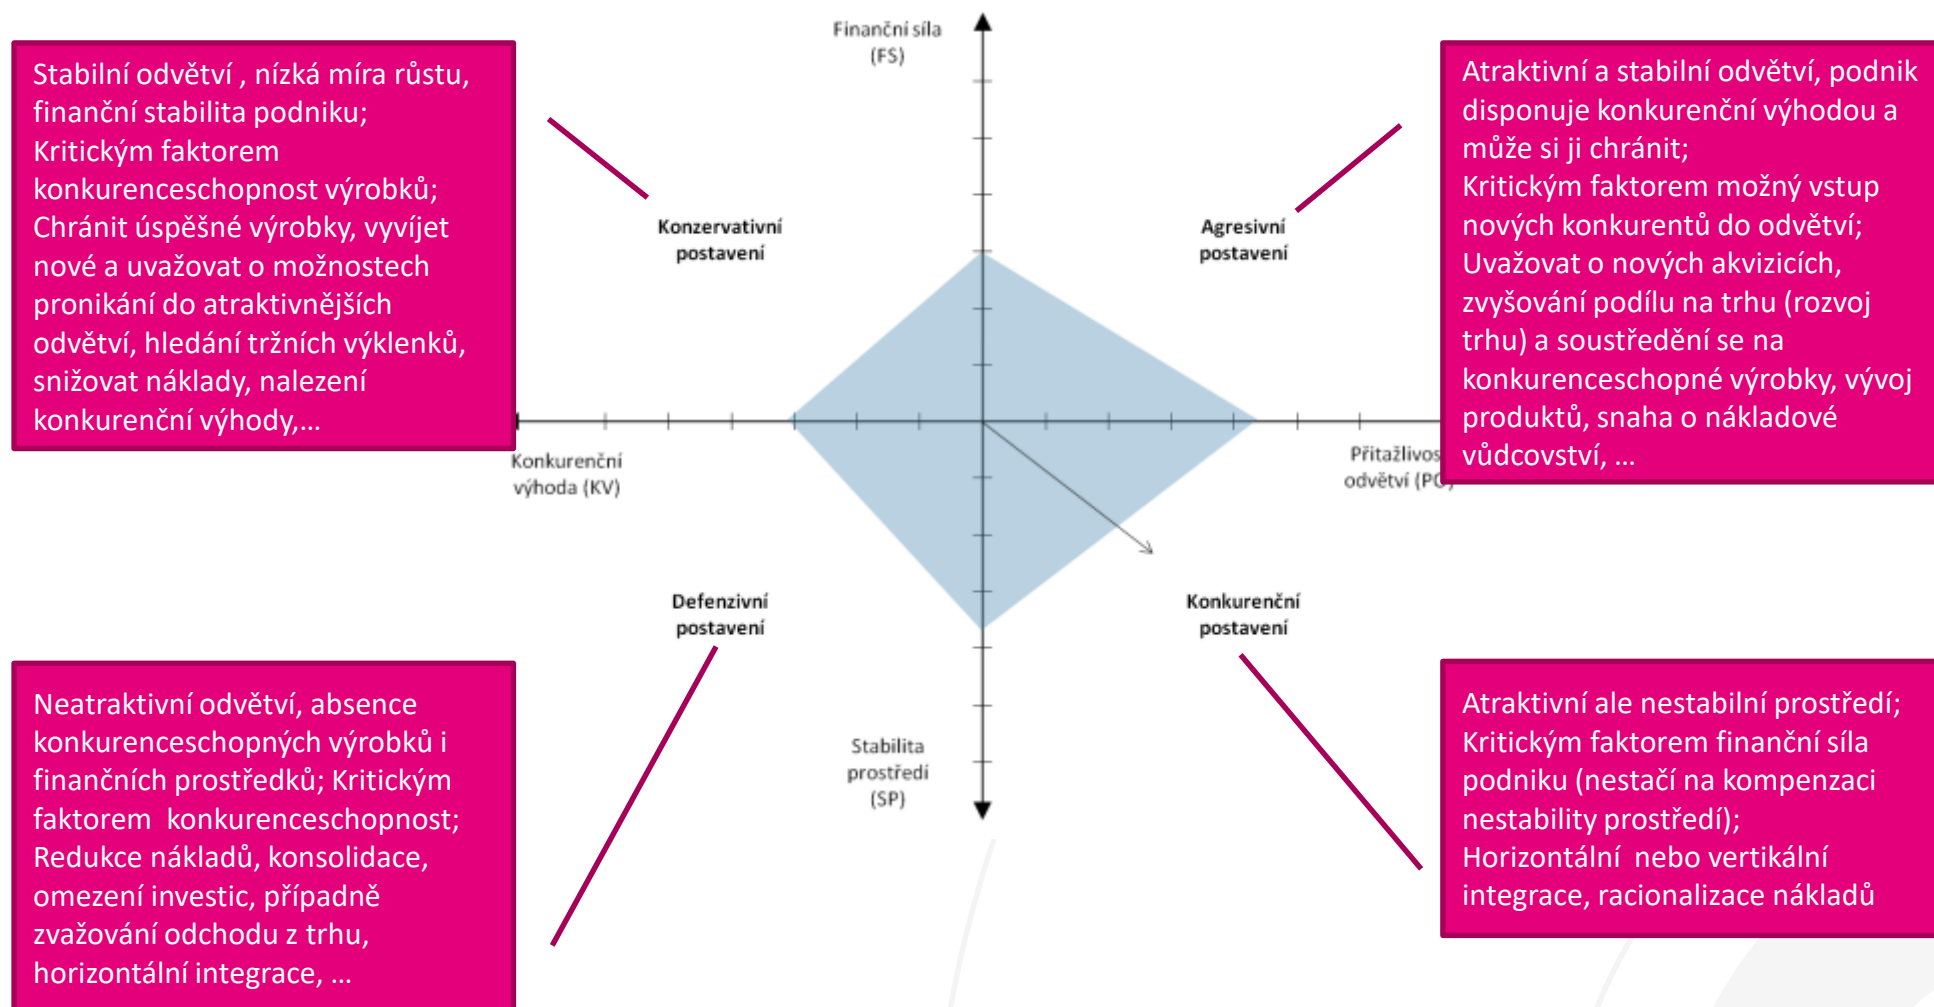 Finanční síla
(FS)
Stabilní odvětví , nízká míra růstu,
finanční stabilita podniku;
Kritickým faktorem
konkurenceschopnost výrobků;
Chránit úspěšné výrobky, vyvíjet
nové a uvažovat o možnostech
pronikání do atraktivnějších
odvětví, hledání tržních výklenků,
snižovat náklady, nalezení
konkurenční výhody,...
Atraktivní a stabilní odvětví, podnik
disponuje konkurenční výhodou a
může si ji chránit;
Kritickým faktorem možný vstup
nových konkurentů do odvětví;
Uvažovat o nových akvizicích,
zvyšování podílu na trhu (rozvoj
trhu) a soustředění se na
konkurenceschopné výrobky, vývoj
produktů, snaha o nákladové
vůdcovství, ...
Konzervativní
postavení
Agresivní
postavení
Konkurenční
výhoda (KV)
Přitažlivos
odvětví (PO)
Defenzivní
postavení
Konkurenční
postavení
Stabilita
prostředí
(SP)
Neatraktivní odvětví, absence
konkurenceschopných výrobků i
finančních prostředků; Kritickým
faktorem  konkurenceschopnost;
Redukce nákladů, konsolidace,
omezení investic, případně
zvažování odchodu z trhu,
horizontální integrace, ...
Atraktivní ale nestabilní prostředí;
Kritickým faktorem finanční síla
podniku (nestačí na kompenzaci
nestability prostředí);
Horizontální  nebo vertikální
integrace, racionalizace nákladů